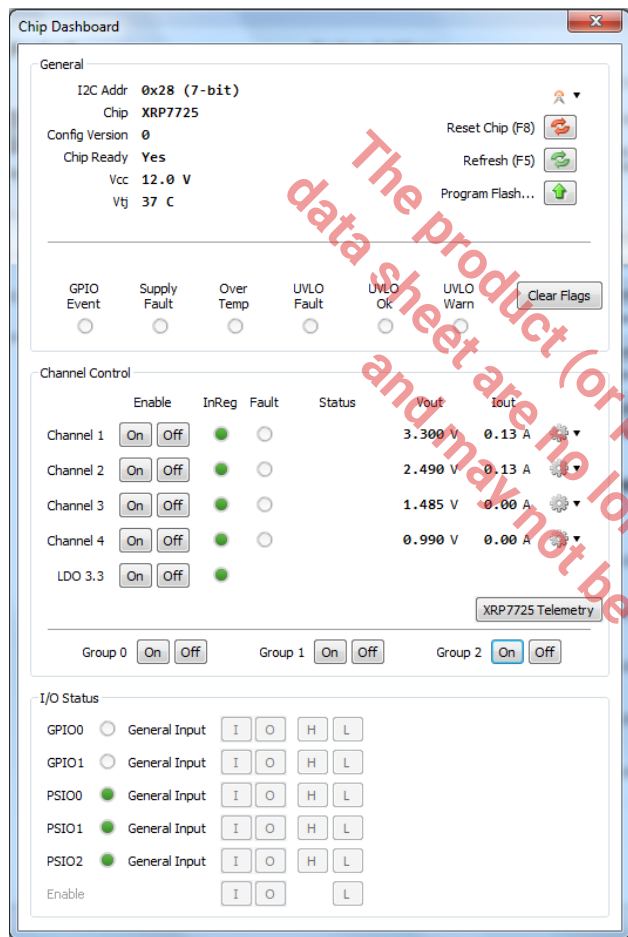 Chip Dashboard
General
I2C Addr 0x28 (7-bit)
Chip XRP7725
Config Version 0
Chip Ready Yes
Vcc 12.0 V
Vtj 37 C
Reset Chip (F8)
Refresh (F5)
Program Flash...
GPIO Event Supply Fault Over Temp UVLO Fault UVLO Ok UVLO Warn Clear Flags
Channel Control
Enable InReg Fault Status Vout Iout
Channel 1 On Off 3.300 V 0.13 A
Channel 2 On Off 2.490 V 0.13 A
Channel 3 On Off 1.485 V 0.00 A
Channel 4 On Off 0.990 V 0.00 A
LDO 3.3 On Off
XRP7725 Telemetry
Group 0 On Off Group 1 On Off Group 2 On Off
I/O Status
GPIO0 General Input I O H L
GPIO1 General Input I O H L
PSIO0 General Input I O H L
PSIO1 General Input I O H L
PSIO2 General Input I O H L
Enable I O L
The product (or
data sheet are no
and may not be